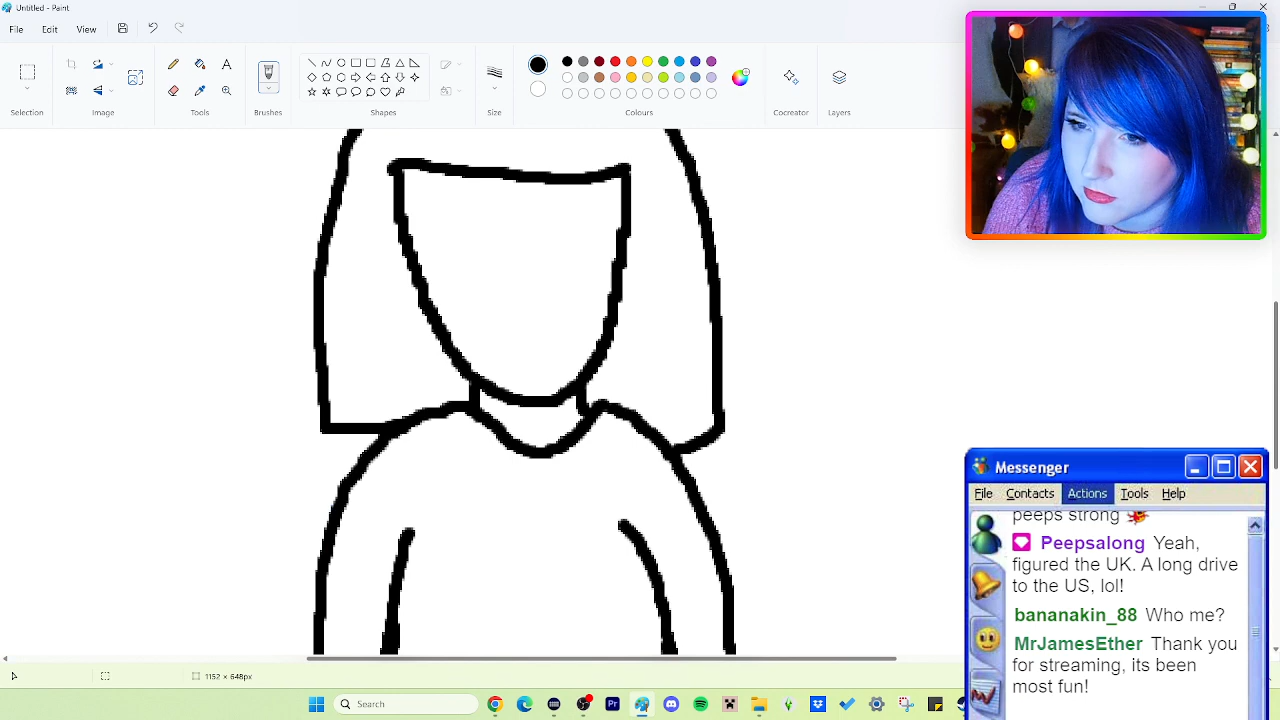 Untitled - Paint
File Edit View
Selection Image Tools Brushes Shapes Size Colours Cocreator Layers
1152 × 648px
Search
Messenger
File Contacts Actions Tools Help
peeps strong
Peepsalong Yeah,
figured the UK. A long drive
to the US, lol!
bananakin_88 Who me?
MrJamesEther Thank you
for streaming, its been
most fun!